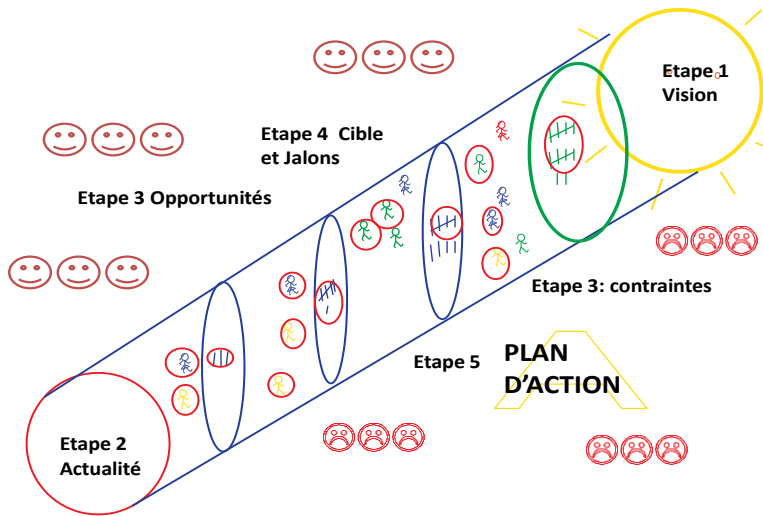 Etape 1
Vision
Etape 4 Cible
et Jalons
Etape 3 Opportunités
Etape 3: contraintes
Etape 5
PLAN
D'ACTION
Etape 2
Actualité